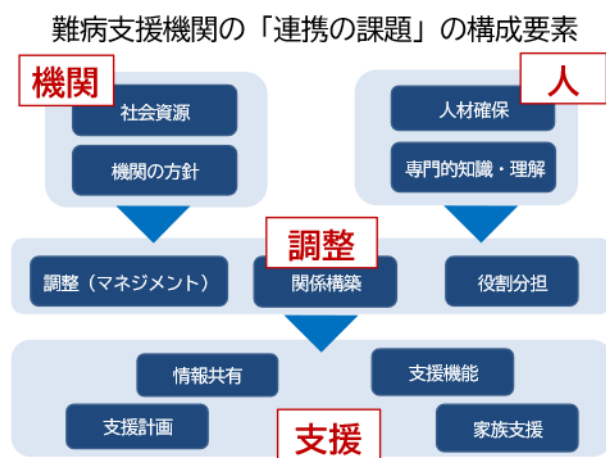 難病支援機関の「連携の課題」の構成要素
機関
社会資源
機関の方針
人
人材確保
専門的知識・理解
調整
調整（マネジメント）
関係構築
役割分担
情報共有
支援機能
支援計画
支援
家族支援